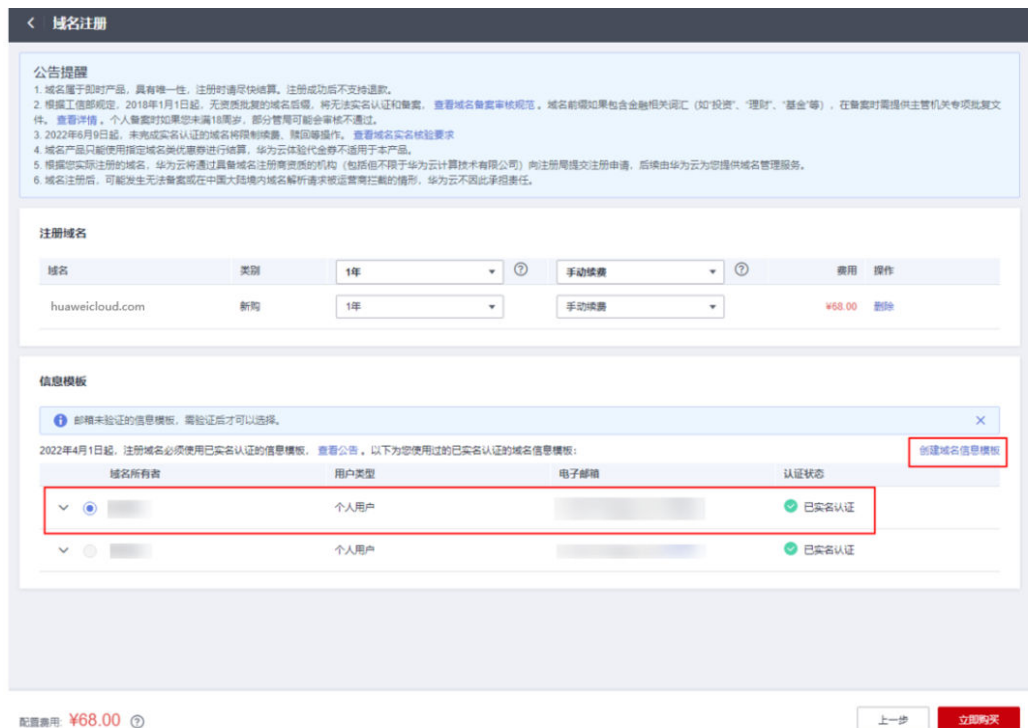 域名注册
公告提醒
1. 域名属于即时产品，具有唯一性，注册时请尽快结算。注册成功后不支持退款。
2. 根据工信部规定，2018年1月1日起，无资质批复的域名后缀，将无法实名认证和备案， 查看域名备案审核规范 。域名前缀如果包含金融相关词汇（如'投资'、'理财'、'基金'等），在备案时需提供主管机关专项批复文
件。 查看详情 。个人备案时如果您未满18周岁，部分管局可能会审核不通过。
3. 2022年6月9日起，未完成实名认证的域名将限制续费、赎回等操作。 查看域名实名核验要求
4. 域名产品只能使用指定域名类优惠券进行结算，华为云体验代金券不适用于本产品。
5. 根据您实际注册的域名，华为云将通过具备域名注册商资质的机构（包括但不限于华为云计算技术有限公司）向注册局提交注册申请，后续由华为云为您提供域名管理服务。
6. 域名注册后，可能发生无法备案或在中国大陆境内域名解析请求被运营商拦截的情形，华为云不因此承担责任。
注册域名
域名 类别 1年 手动续费 费用 操作
huaweicloud.com 新购 1年 手动续费 ¥68.00 删除
信息模板
邮箱未验证的信息模板，需验证后才可以选择。
2022年4月1日起，注册域名必须使用已实名认证的信息模板， 查看公告 。以下为您使用过的已实名认证的域名信息模板： 创建域名信息模板
域名所有者 用户类型 电子邮箱 认证状态
个人用户 已实名认证
个人用户 已实名认证
配置费用: ¥68.00 上一步 立即购买